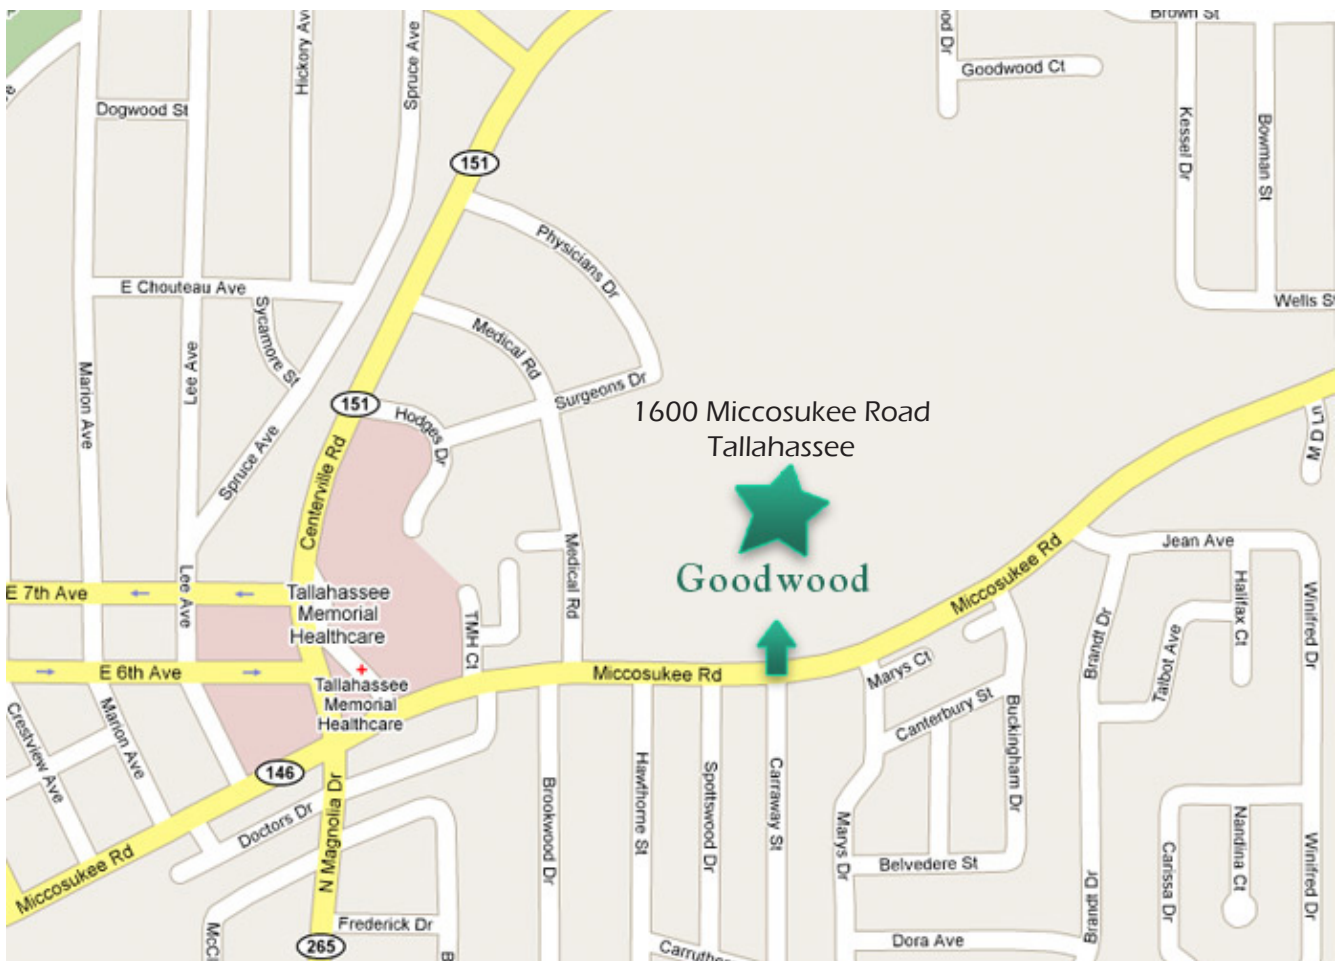 Brown St
Hickory Ave
Spruce Ave
ood Dr
Goodwood Ct
Dogwood St
Kessel Dr
Bowman St
151
Physicians Dr
E Chouteau Ave
Sycamore St
Wells St
Medical Rd
Lee Ave
Marion Ave
Surgeons Dr
151
Hodges Dr
1600 Miccosukee Road
Tallahassee
M D Ln
Spruce Ave
Centerville Rd
Goodwood
Medical Rd
Miccosukee Rd
Jean Ave
Halifax Ct
Winifred Dr
E 7th Ave
Lee Ave
Tallahassee
Memorial
Healthcare
TMH Ct
Brandt Dr
Talbot Ave
E 6th Ave
Tallahassee
Memorial
Healthcare
Miccosukee Rd
Marys Ct
Canterbury St
Buckingham Dr
Crestview Ave
Marion Ave
146
N Magnolia Dr
Doctors Dr
Brookwood Dr
Hawthorne St
Spottswood Dr
Carraway St
Marys Dr
Belvedere St
Carissa Dr
Nandina Ct
Winifred Dr
Miccosukee Rd
Brandt Dr
Frederick Dr
McCl
265
B
Carruthe
Dora Ave